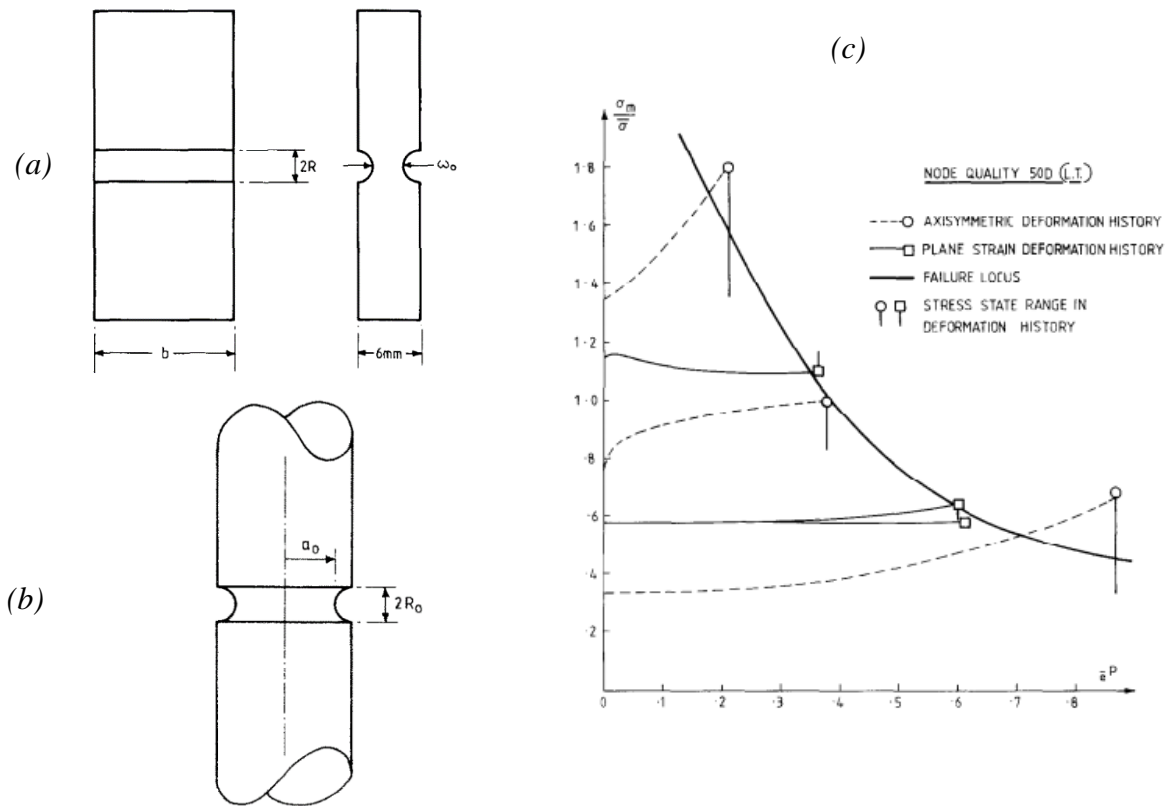 (a)
2R
ω₀
b
6mm
(b)
a₀
2R₀
(c)
σm
σ̅
1·8
1·6
1·4
1·2
1·0
·8
·6
·4
·2
0
·1
·2
·3
·4
·5
·6
·7
·8
ē P
NODE QUALITY 50D (L.T.)
AXISYMMETRIC DEFORMATION HISTORY
PLANE STRAIN DEFORMATION HISTORY
FAILURE LOCUS
STRESS STATE RANGE IN
DEFORMATION HISTORY